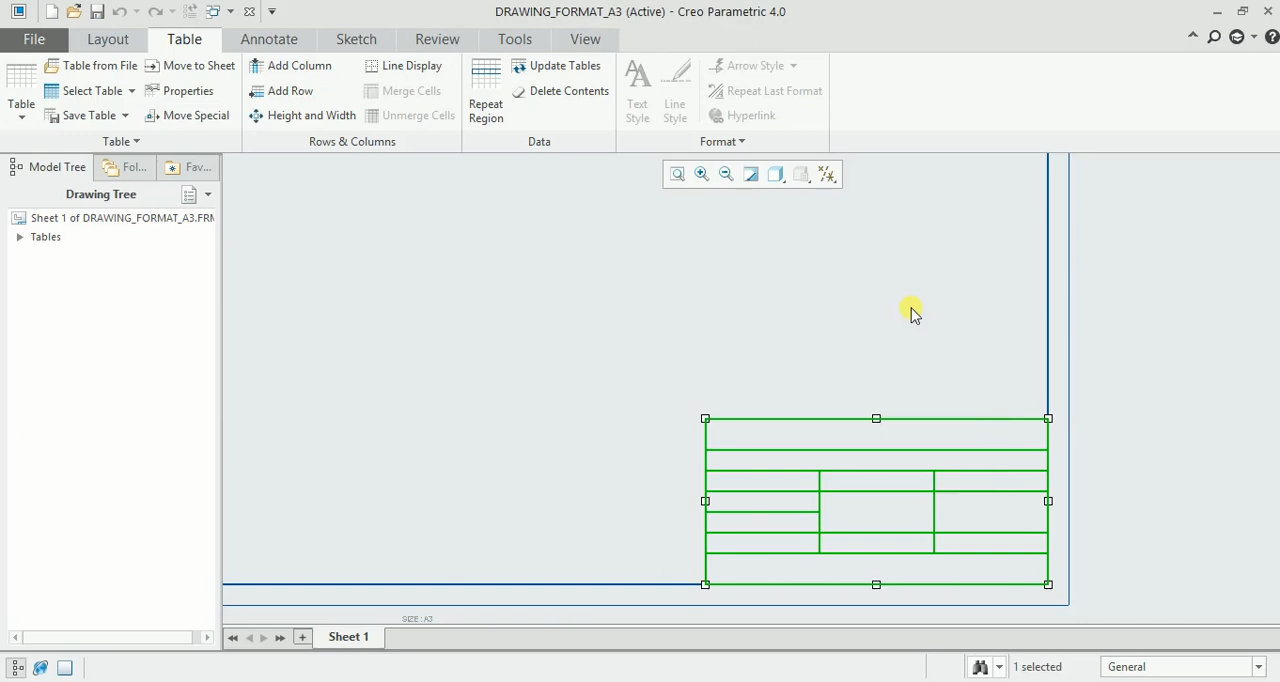 DRAWING_FORMAT_A3 (Active) - Creo Parametric 4.0
File Layout Table Annotate Sketch Review Tools View
Table
Table from File
Select Table
Save Table
Move to Sheet
Properties
Move Special
Table
Add Column
Add Row
Height and Width
Line Display
Merge Cells
Unmerge Cells
Rows & Columns
Repeat
Region
Update Tables
Delete Contents
Data
Text
Style
Line
Style
Arrow Style
Repeat Last Format
Hyperlink
Format
Model Tree Fol... Fav...
Drawing Tree
Sheet 1 of DRAWING_FORMAT_A3.FRM
Tables
SIZE : A3
Sheet 1
1 selected
General